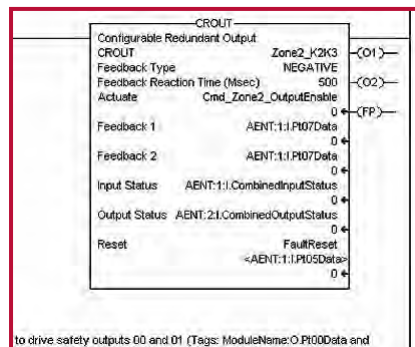 CROUT
Configurable Redundant Output
CROUT Zone2_K2K3
Feedback Type NEGATIVE
Feedback Reaction Time (Msec) 500
Actuate Cmd_Zone2_OutputEnable
0
Feedback 1 AENT:1:I.Pt07Data
0
Feedback 2 AENT:1:I.Pt07Data
0
Input Status AENT:1:I.CombinedInputStatus
0
Output Status AENT:2:I.CombinedOutputStatus
0
Reset FaultReset
<AENT:1:I.Pt05Data>
0
(O1)
(O2)
(FP)
to drive safety outputs 00 and 01 (Tags: ModuleName:O.Pt00Data and